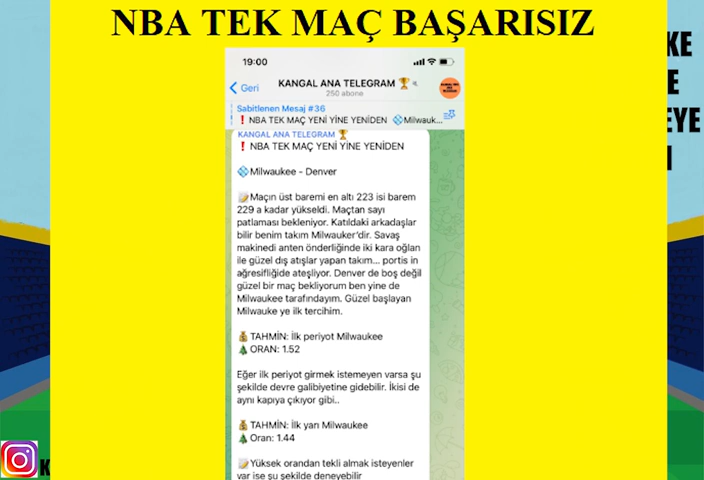 NBA TEK MAÇ BAŞARISIZ
19:00
Geri
KANGAL ANA TELEGRAM
250 abone
Sabitlenen Mesaj #36
NBA TEK MAÇ YENİ YİNE YENİDEN Milwauk...
KANGAL ANA TELEGRAM
NBA TEK MAÇ YENİ YİNE YENİDEN
Milwaukee - Denver
Maçın üst baremi en altı 223 isi barem
229 a kadar yükseldi. Maçtan sayı
patlaması bekleniyor. Katıldaki arkadaşlar
bilir benim takım Milwauker'dir. Savaş
makinedi anten önderliğinde iki kara oğlan
ile güzel dış atışlar yapan takım... portis in
ağresifliğide ateşliyor. Denver de boş değil
güzel bir maç bekliyorum ben yine de
Milwaukee tarafındayım. Güzel başlayan
Milwauke ye ilk tercihim.
TAHMİN: İlk periyot Milwaukee
ORAN: 1.52
Eğer ilk periyot girmek istemeyen varsa şu
şekilde devre galibiyetine gidebilir. İkisi de
aynı kapıya çıkıyor gibi..
TAHMİN: İlk yarı Milwaukee
Oran: 1.44
Yüksek orandan tekli almak isteyenler
var ise şu şekilde deneyebilir
KE
E
EYE
I
K